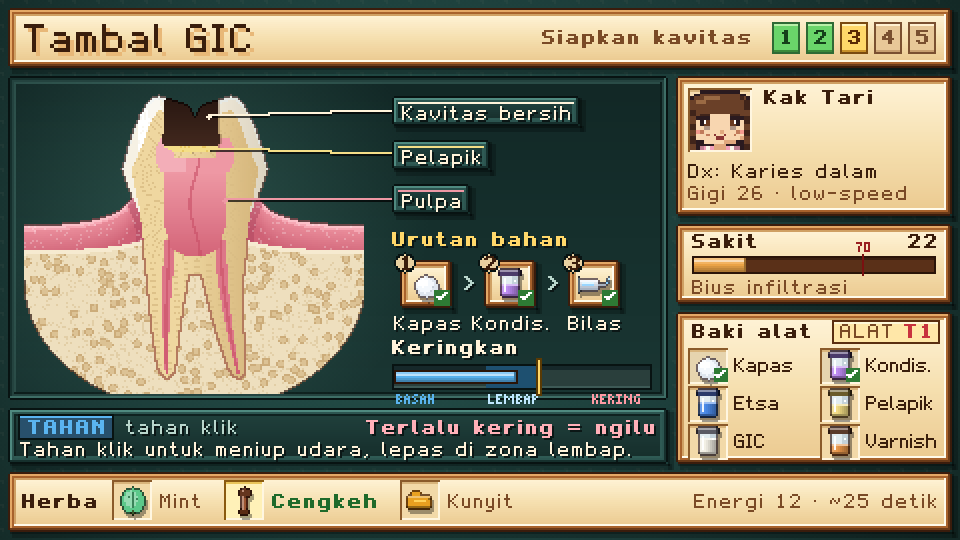 Tambal GIC
Siapkan kavitas 1 2 3 4 5
Kavitas bersih
Pelapik
Pulpa
Urutan bahan
1 2 3
Kapas Kondis. Bilas
Keringkan
BASAH LEMBAP KERING
TAHAN tahan klik Terlalu kering = ngilu
Tahan klik untuk meniup udara, lepas di zona lembap.
Kak Tari
Dx: Karies dalam
Gigi 26 · low-speed
Sakit 70 22
Bius infiltrasi
Baki alat ALAT T1
Kapas Kondis.
Etsa Pelapik
GIC Varnish
Herba Mint Cengkeh Kunyit Energi 12 · ~25 detik